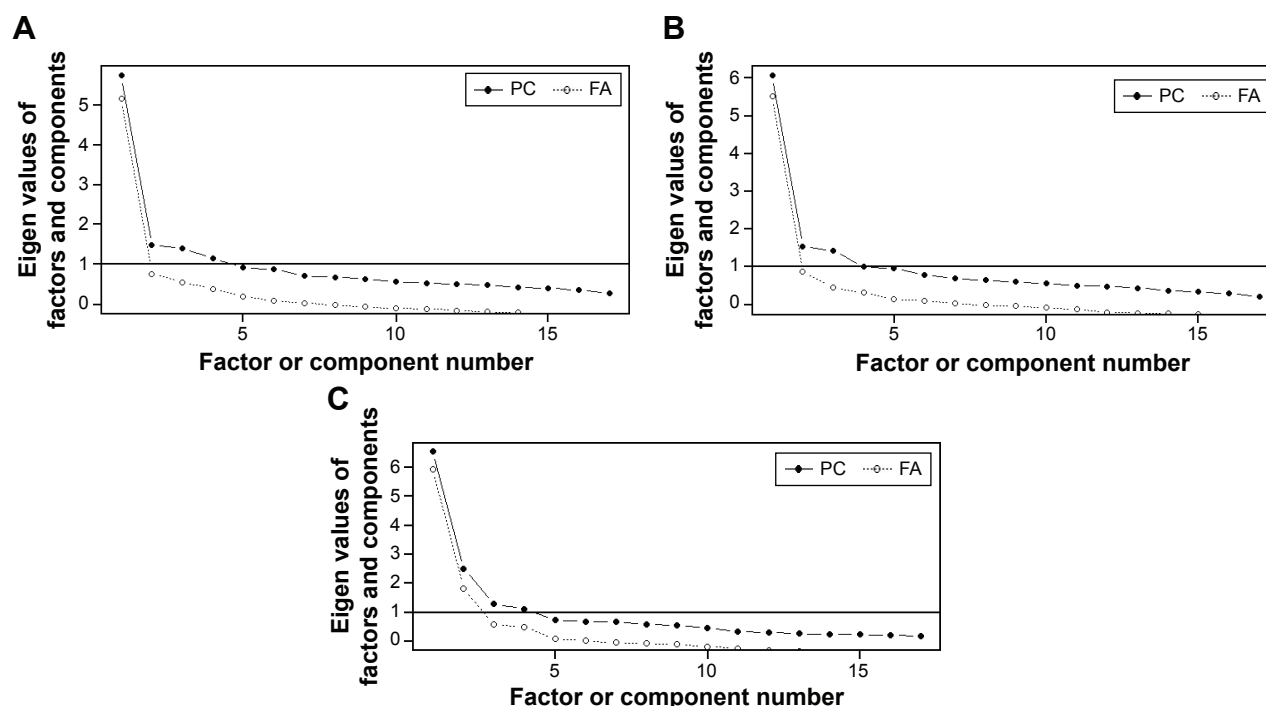 A
Eigen values of
factors and components
5
4
3
2
1
0
PC FA
5 10 15
Factor or component number
B
Eigen values of
factors and components
6
5
4
3
2
1
0
PC FA
5 10 15
Factor or component number
C
Eigen values of
factors and components
6
5
4
3
2
1
0
PC FA
5 10 15
Factor or component number